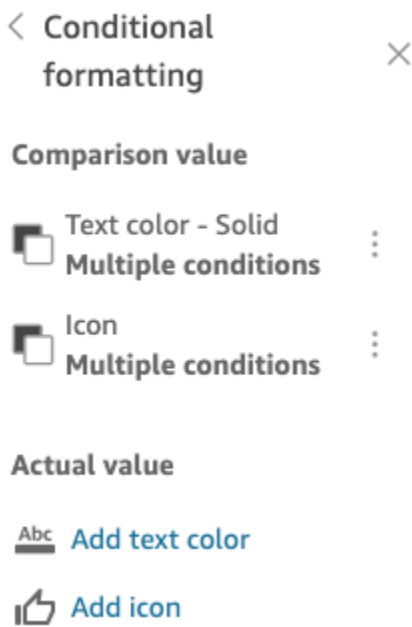 Conditional
formatting
Comparison value
Text color - Solid
Multiple conditions
Icon
Multiple conditions
Actual value
Abc Add text color
Add icon